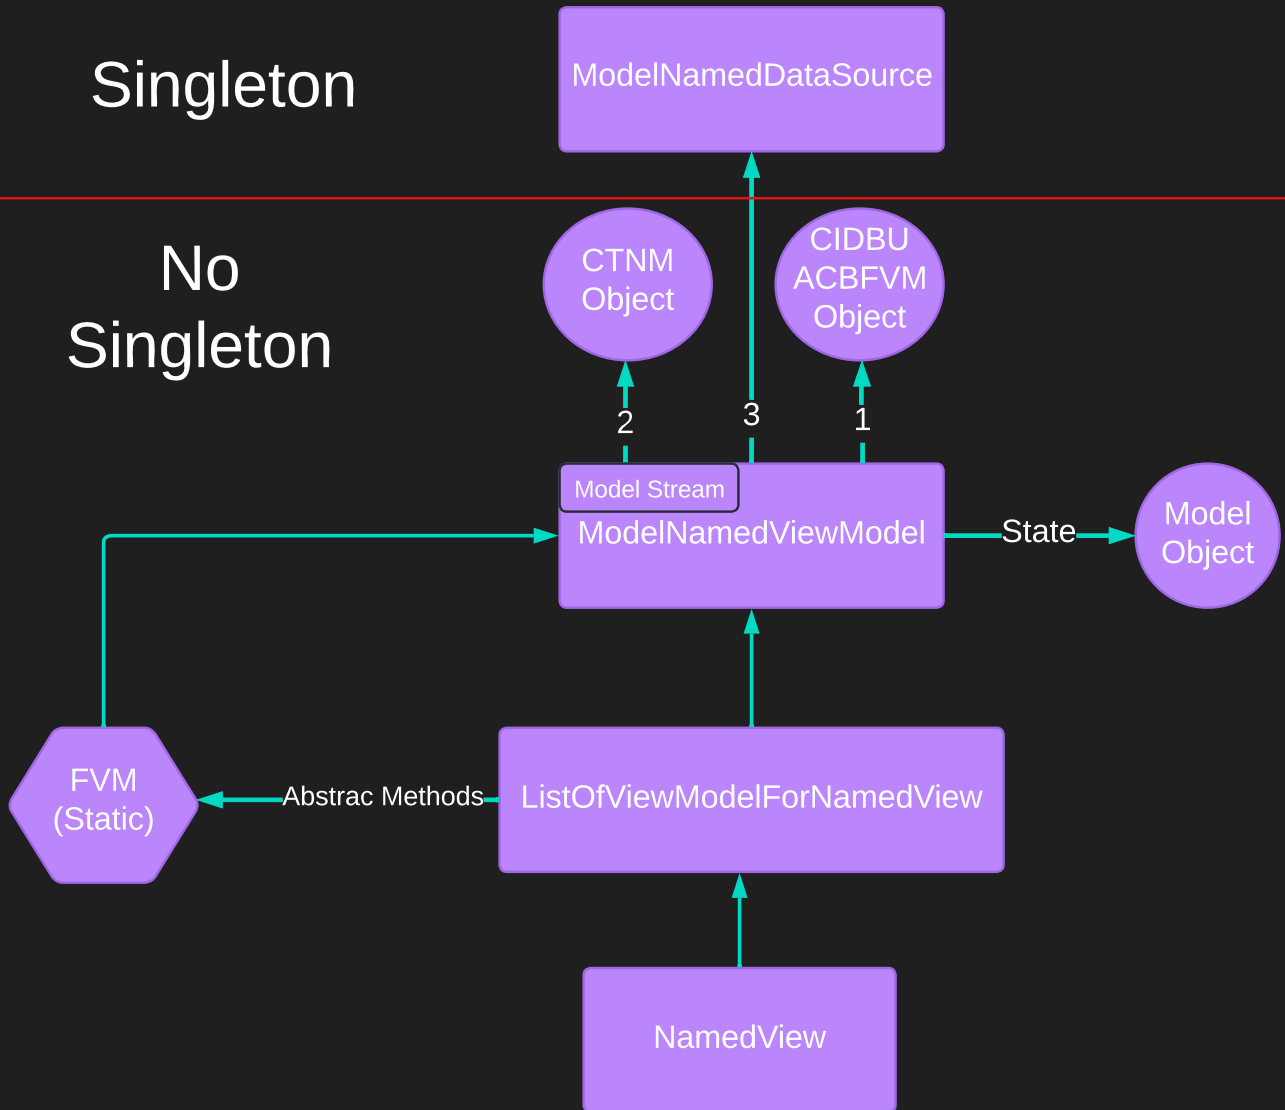 Singleton
ModelNamedDataSource
No
Singleton
CTNM
Object
CIDBU
ACBFVM
Object
2
3
1
Model Stream
ModelNamedViewModel
State
Model
Object
FVM
(Static)
Abstrac Methods
ListOfViewModelForNamedView
NamedView